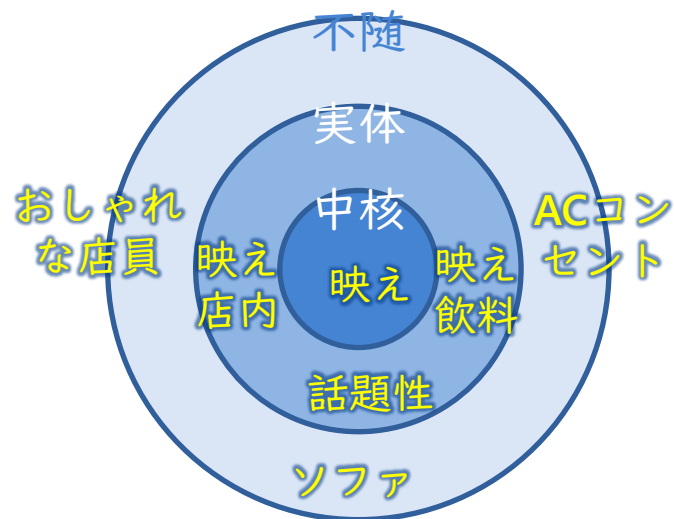 不随
実体
中核
おしゃれ
な店員
映え
店内
映え
映え
飲料
ACコン
セント
話題性
ソファ